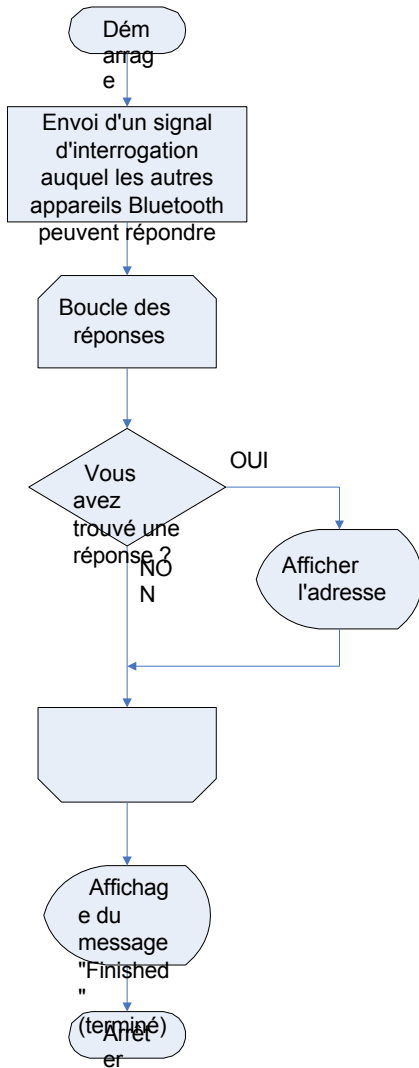 Dém
arrag
e
Envoi d'un signal
d'interrogation
auquel les autres
appareils Bluetooth
peuvent répondre
Boucle des
réponses
Vous
avez
trouvé une
réponse ?
OUI
NO
N
Afficher
l'adresse
Affichag
e du
message
"Finished
"
(terminé)
Arrêt
er